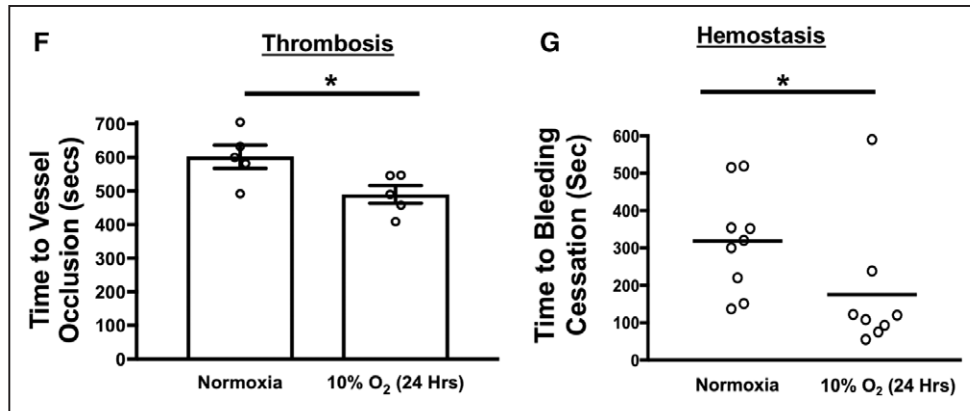 F
Thrombosis
*
Time to Vessel
Occlusion (secs)
700
600
500
400
300
200
100
0
Normoxia
10% O₂ (24 Hrs)
G
Hemostasis
*
Time to Bleeding
Cessation (Sec)
600
500
400
300
200
100
0
Normoxia
10% O₂ (24 Hrs)